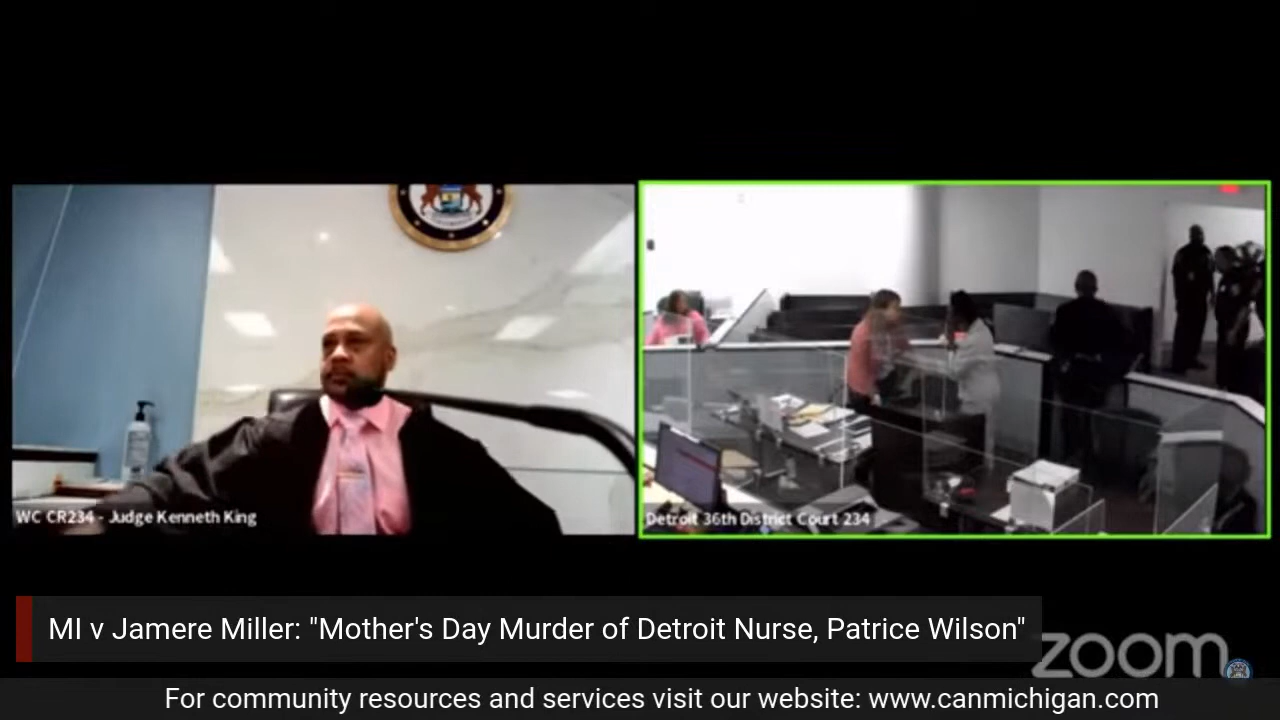 WC CR234 - Judge Kenneth King
Detroit 36th District Court 234
MI v Jamere Miller: "Mother's Day Murder of Detroit Nurse, Patrice Wilson"
zoom
For community resources and services visit our website: www.canmichigan.com